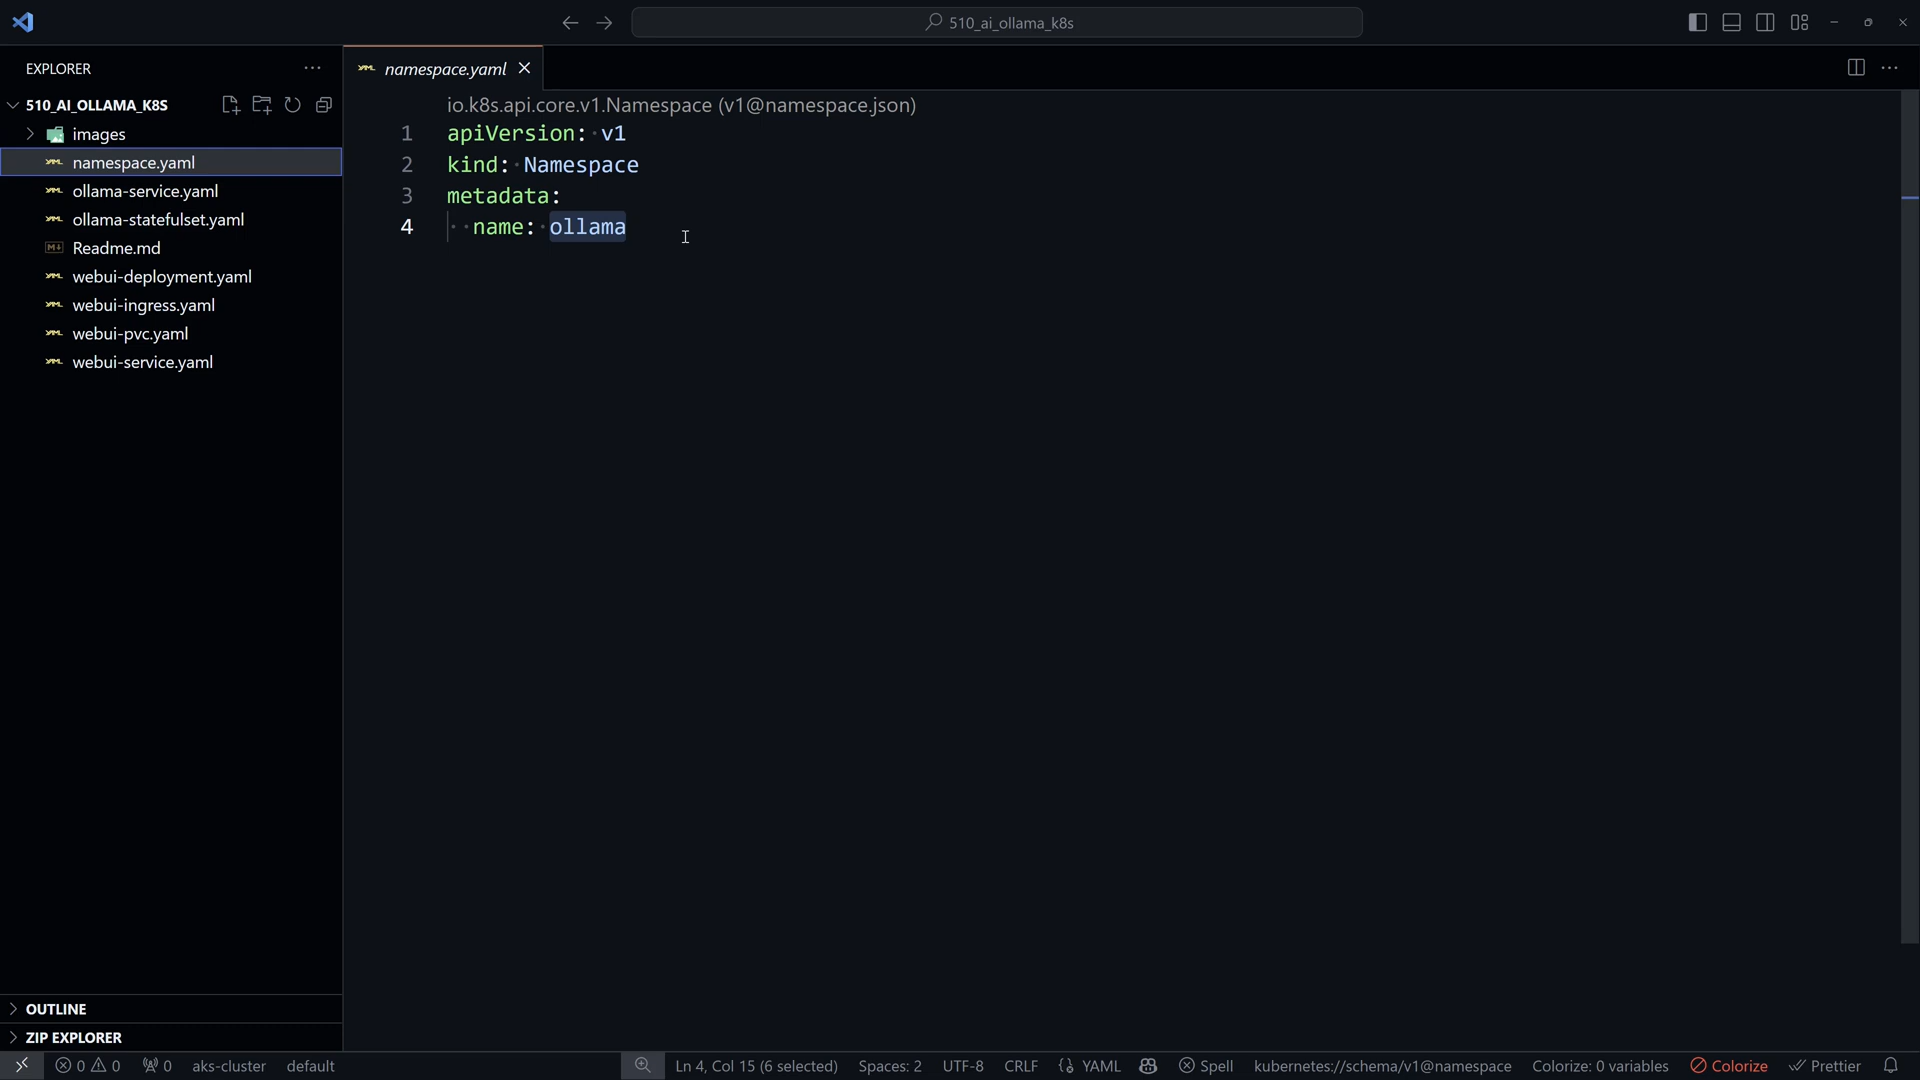 510_ai_ollama_k8s
EXPLORER
namespace.yaml
510_AI_OLLAMA_K8S
images
namespace.yaml
ollama-service.yaml
ollama-statefulset.yaml
Readme.md
webui-deployment.yaml
webui-ingress.yaml
webui-pvc.yaml
webui-service.yaml
io.k8s.api.core.v1.Namespace (v1@namespace.json)
1 apiVersion: v1
2 kind: Namespace
3 metadata:
4 name: ollama
OUTLINE
ZIP EXPLORER
0 0 0 aks-cluster default Ln 4, Col 15 (6 selected) Spaces: 2 UTF-8 CRLF YAML Spell kubernetes://schema/v1@namespace Colorize: 0 variables Colorize Prettier